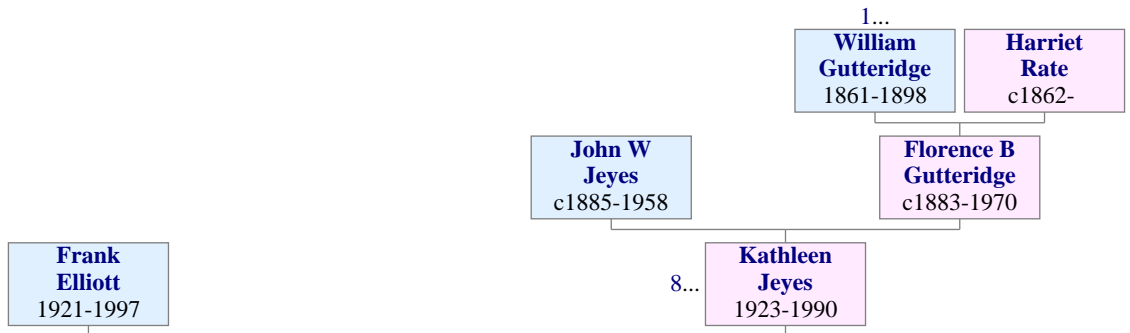 1...
William
Gutteridge
1861-1898
Harriet
Rate
c1862-
John W
Jeyes
c1885-1958
Florence B
Gutteridge
c1883-1970
Frank
Elliott
1921-1997
8...
Kathleen
Jeyes
1923-1990